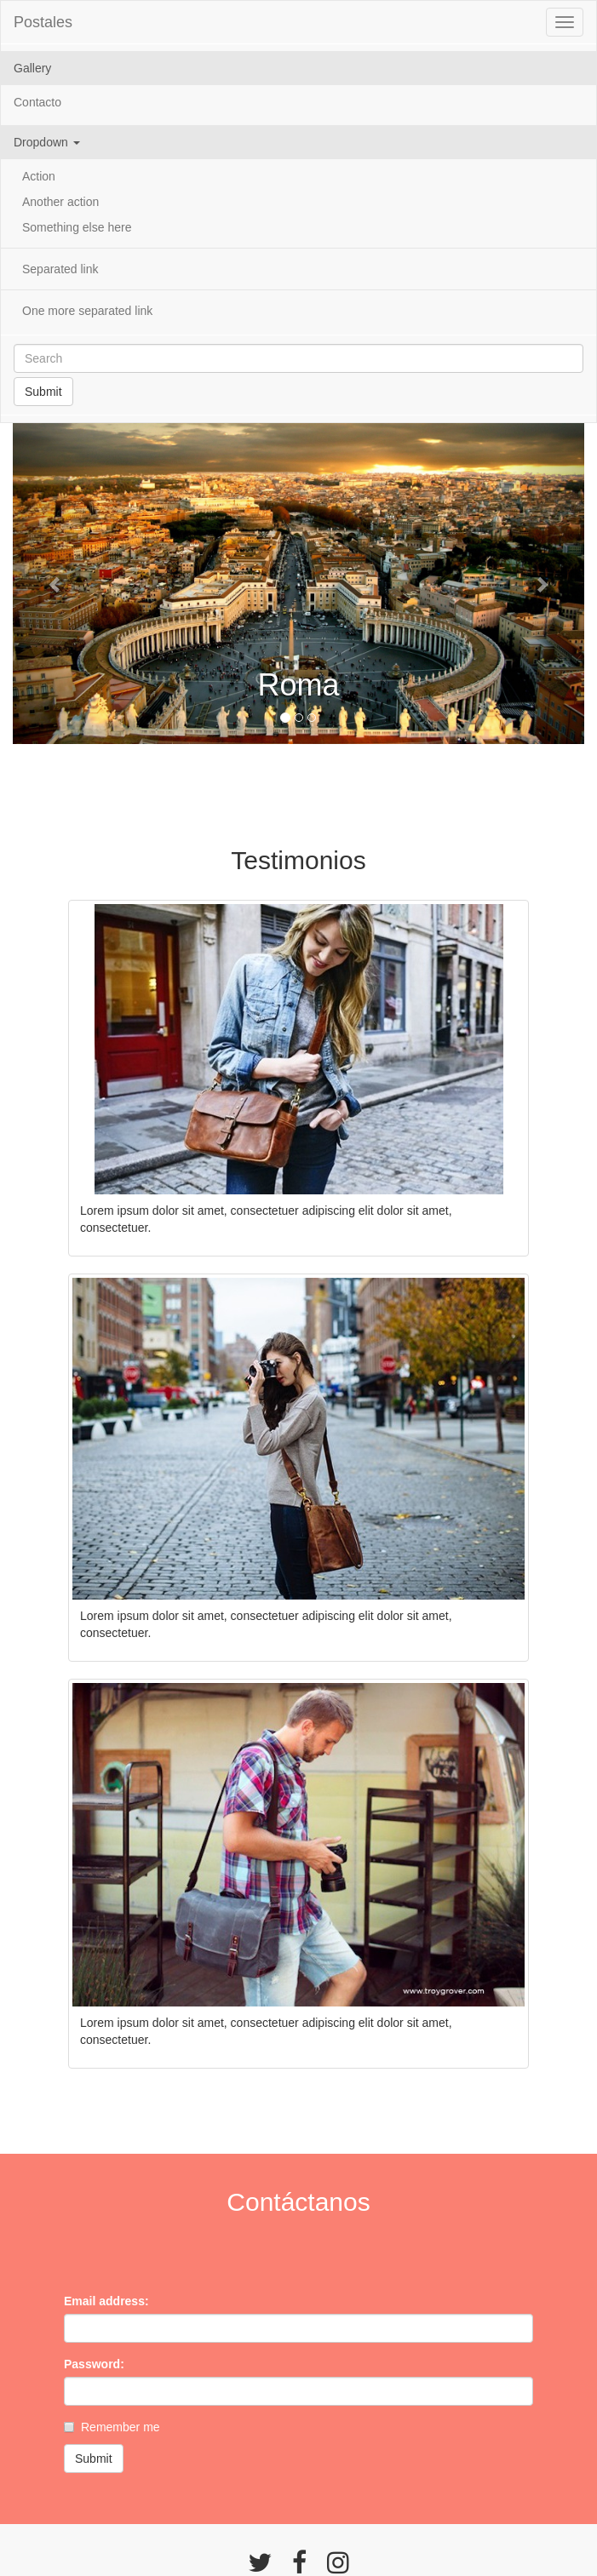 Postales
Gallery
Contacto
Dropdown
Action
Another action
Something else here
Separated link
One more separated link
Search
Submit
Roma
Testimonios
Lorem ipsum dolor sit amet, consectetuer adipiscing elit dolor sit amet,
consectetuer.
Lorem ipsum dolor sit amet, consectetuer adipiscing elit dolor sit amet,
consectetuer.
U.S.A
www.troygrover.com
Lorem ipsum dolor sit amet, consectetuer adipiscing elit dolor sit amet,
consectetuer.
Contáctanos
Email address:
Password:
Remember me
Submit